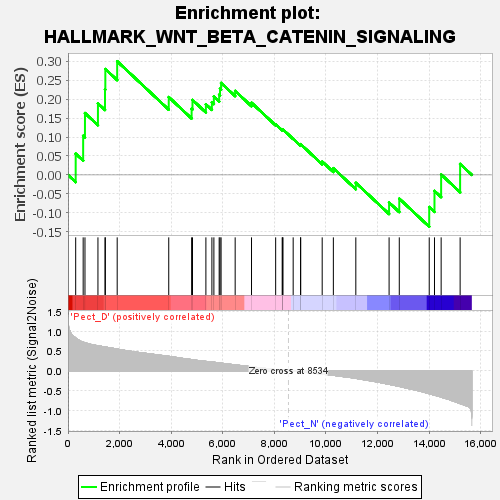 Enrichment plot:
HALLMARK_WNT_BETA_CATENIN_SIGNALING
Enrichment score (ES)
0.30
0.25
0.20
0.15
0.10
0.05
0.00
-0.05
-0.10
-0.15
Ranked list metric (Signal2Noise)
1.5
1.0
0.5
0.0
-0.5
-1.0
-1.5
'Pect_D' (positively correlated)
Zero cross at 8534
'Pect_N' (negatively correlated)
0 2,000 4,000 6,000 8,000 10,000 12,000 14,000 16,000
Rank in Ordered Dataset
Enrichment profile Hits Ranking metric scores